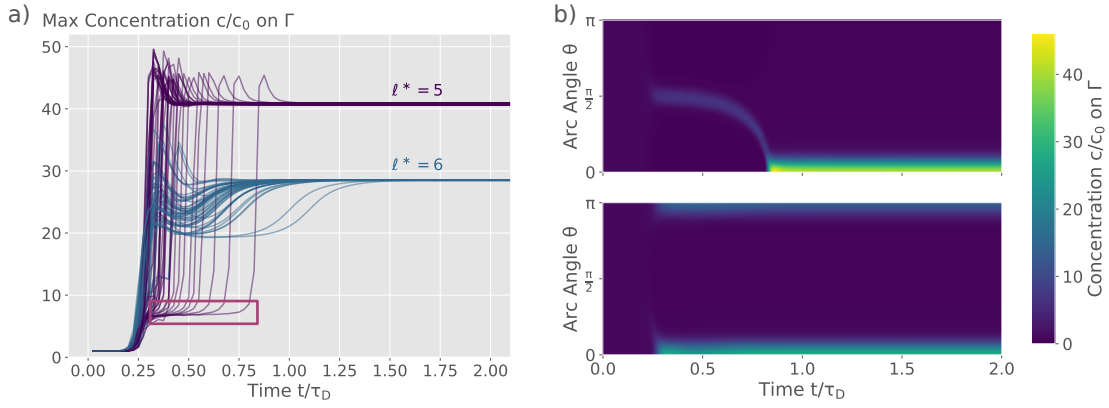 a)
Max Concentration c/c₀ on Γ
50
40
30
20
10
0
ℓ* = 5
ℓ* = 6
0.00 0.25 0.50 0.75 1.00 1.25 1.50 1.75 2.00
Time t/τ_D
b)
π
π/2
0
Arc Angle θ
π
π/2
0
Arc Angle θ
0.0 0.5 1.0 1.5 2.0
Time t/τ_D
40
30
20
10
0
Concentration c/c₀ on Γ